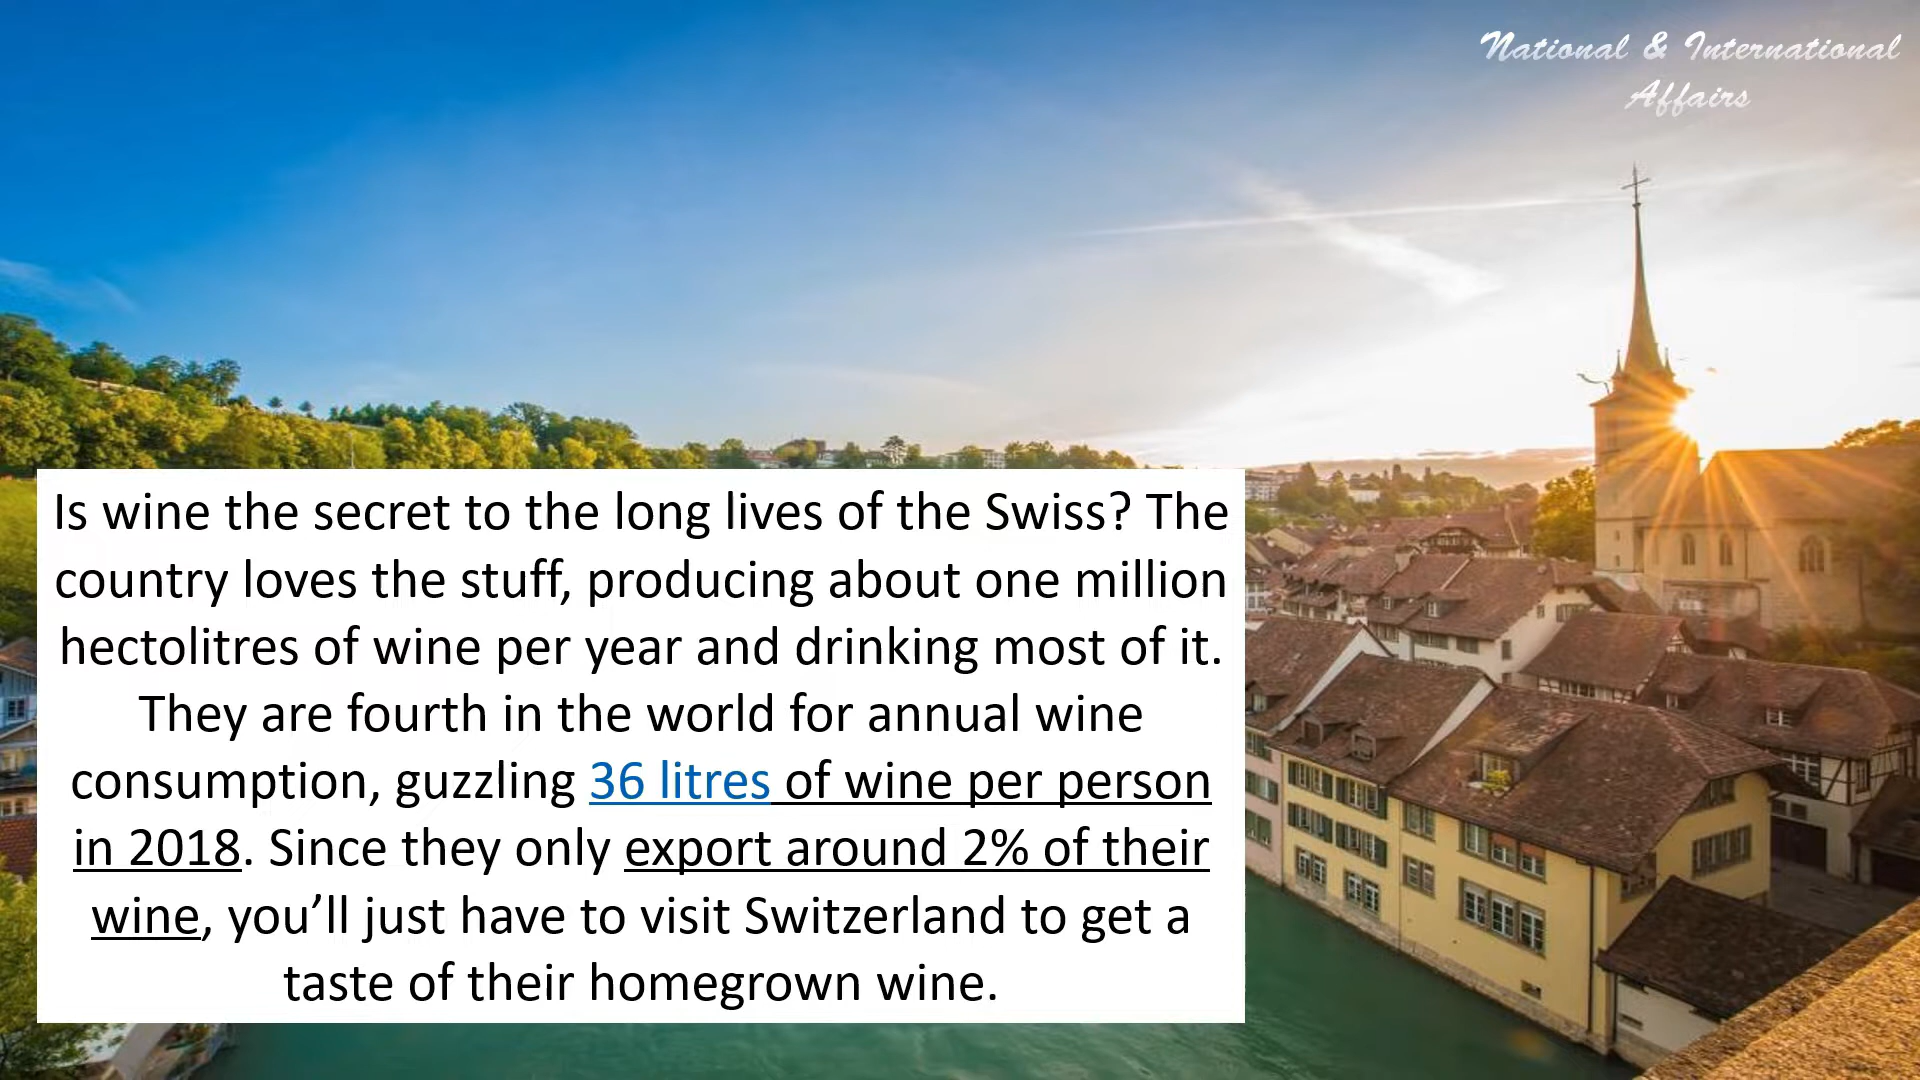 National & International
Affairs
Is wine the secret to the long lives of the Swiss? The
country loves the stuff, producing about one million
hectolitres of wine per year and drinking most of it.
They are fourth in the world for annual wine
consumption, guzzling 36 litres of wine per person
in 2018. Since they only export around 2% of their
wine, you’ll just have to visit Switzerland to get a
taste of their homegrown wine.